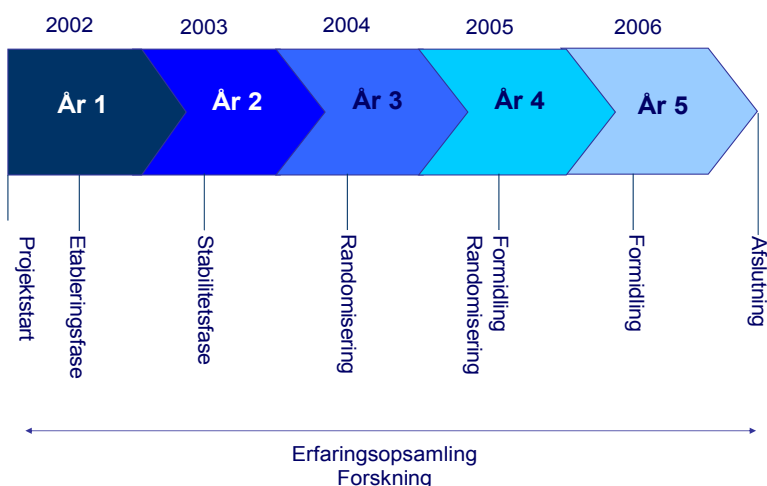 2002
2003
2004
2005
2006
År 1
År 2
År 3
År 4
År 5
Projektstart
Etableringsfase
Stabilitetsfase
Randomisering
Formidling
Randomisering
Formidling
Afslutning
Erfaringsopsamling
Forskning